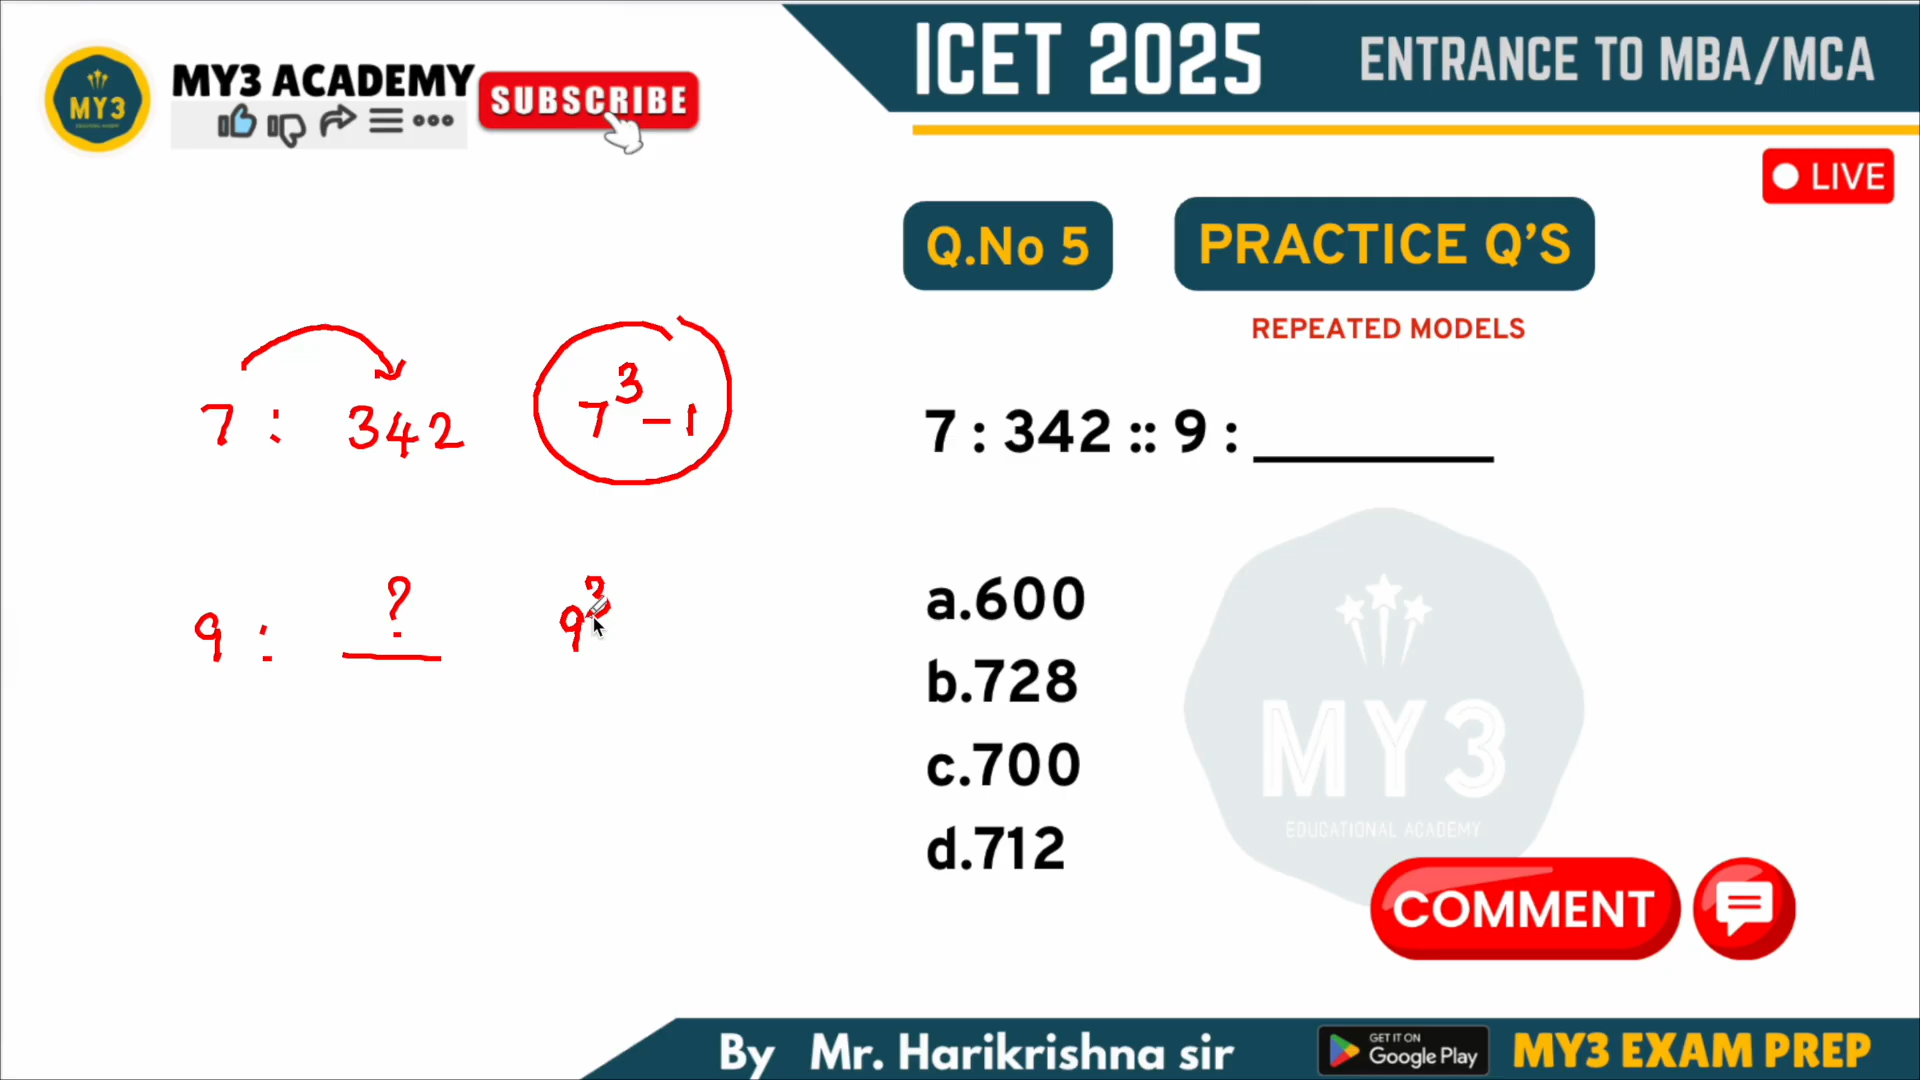 MY3
MY3 ACADEMY
SUBSCRIBE
ICET 2025
ENTRANCE TO MBA/MCA
LIVE
Q.No 5
PRACTICE Q'S
REPEATED MODELS
7 : 342
7³-1
7 : 342 :: 9 : ________
9 : ?
9³
a.600
b.728
c.700
d.712
MY3
EDUCATIONAL ACADEMY
COMMENT
By Mr. Harikrishna sir
GET IT ON
Google Play
MY3 EXAM PREP